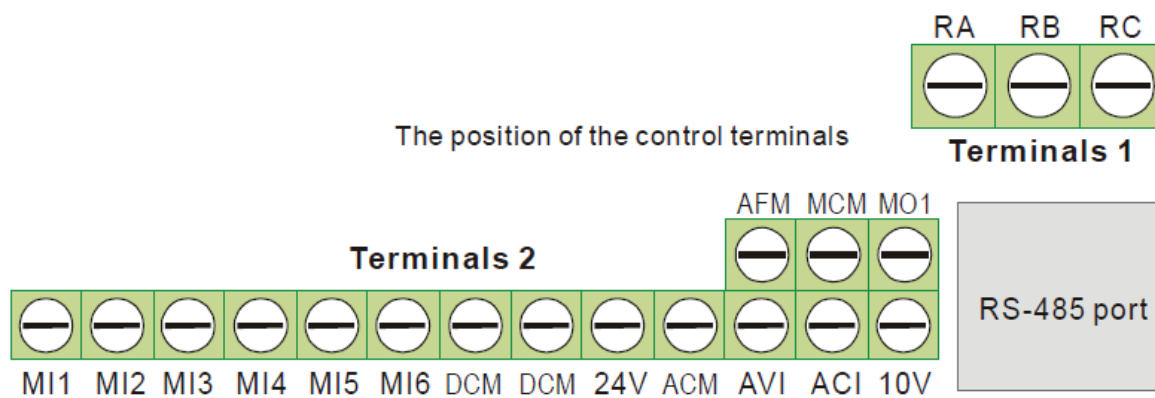 RA RB RC
The position of the control terminals
Terminals 1
AFM MCM MO1
Terminals 2
RS-485 port
MI1 MI2 MI3 MI4 MI5 MI6 DCM DCM 24V ACM AVI ACI 10V